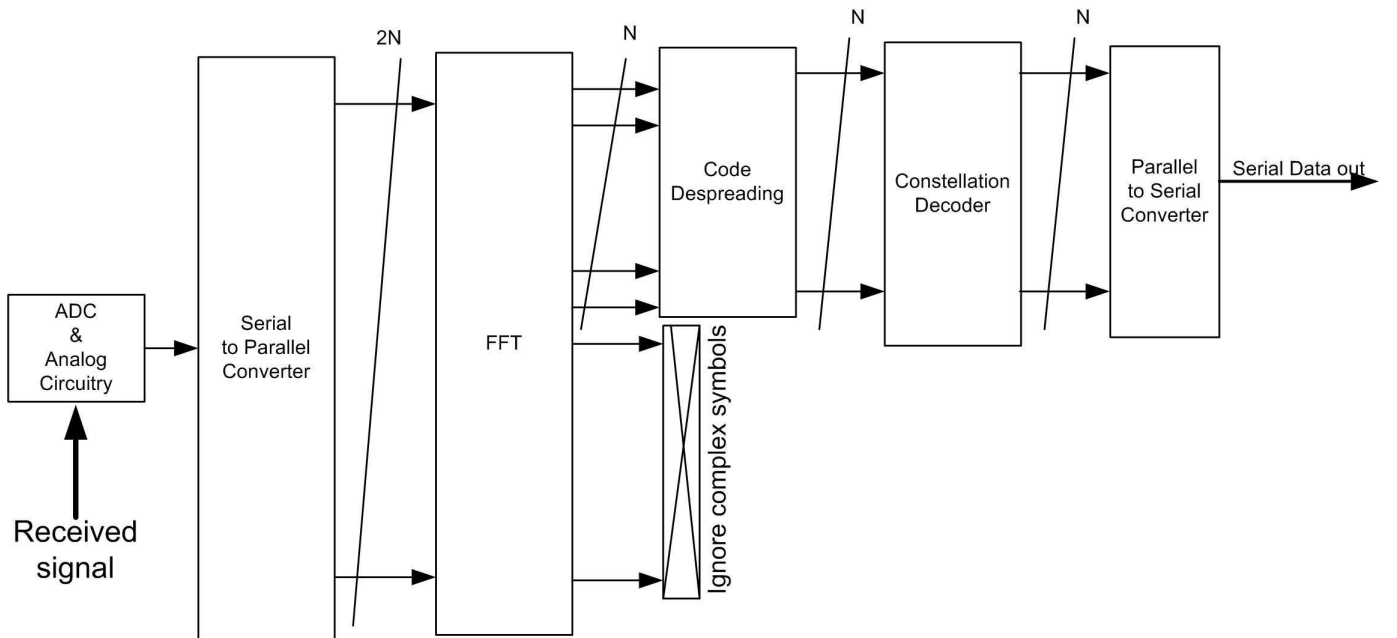 Received
signal
ADC
&
Analog
Circuitry
Serial
to Parallel
Converter
2N
FFT
N
Code
Despreading
Ignore complex symbols
N
Constellation
Decoder
N
Parallel
to Serial
Converter
Serial Data out